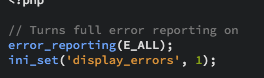 <?php
// Turns full error reporting on
error_reporting(E_ALL);
ini_set('display_errors', 1);